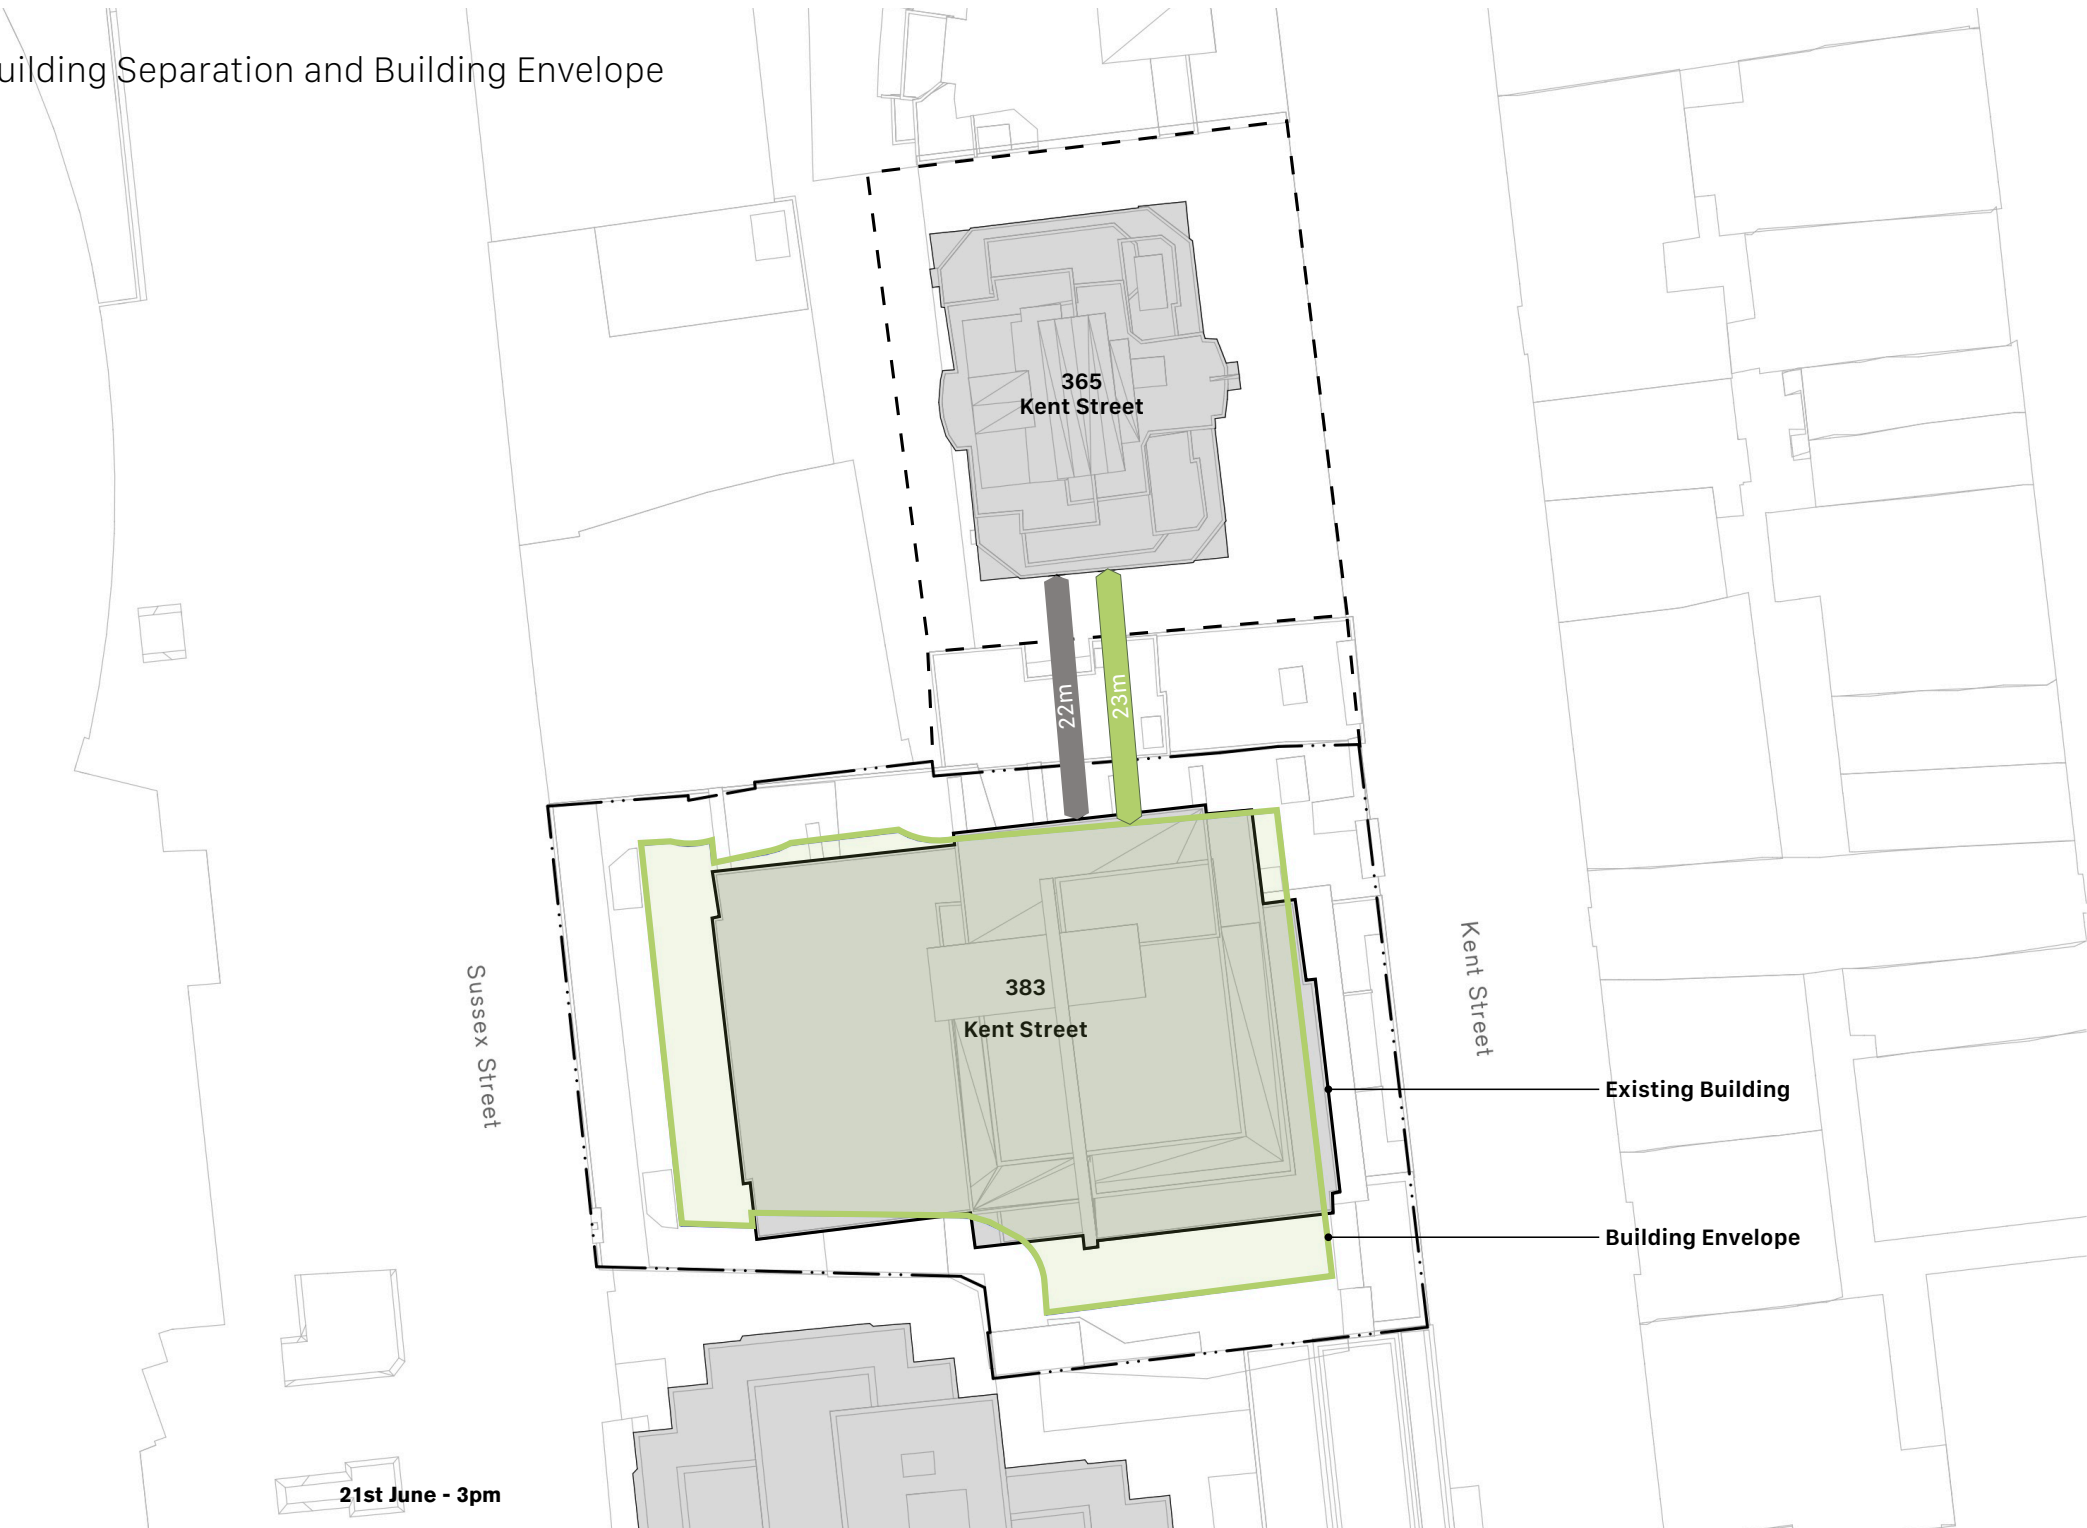 uilding Separation and Building Envelope
365
Kent Street
22m
23m
383
Kent Street
Sussex Street
Kent Street
Existing Building
Building Envelope
21st June - 3pm